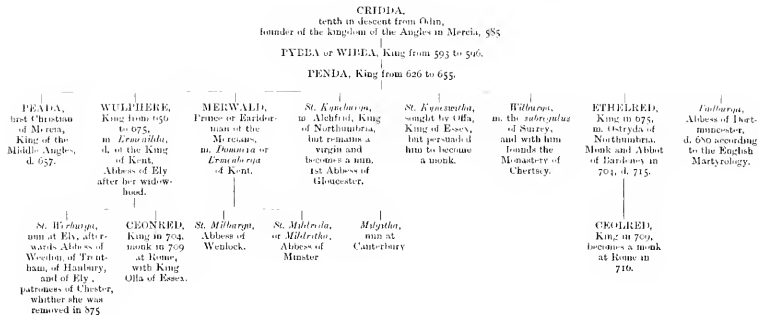 CRIDDA,
tenth in descent from Odin,
founder of the kingdom of the Angles in Mercia, 585
PYBBA or WIBBA, King from 593 to 596.
PENDA, King from 626 to 655.
PEADA,
first Christian
of Mercia,
King of the
Middle Angles,
d. 657.
WULPHERE,
King from 656
to 675,
m. Ermenilda,
d. of the King
of Kent,
Abbess of Ely
after her widow-
hood.
MERWALD,
Prince or Earldor-
man of the
Mercians,
m. Domneva or
Ermenberga
of Kent.
St. Kyneburga,
m. Alchfrid, King
of Northumbria,
but remains a
virgin and
becomes a nun,
1st Abbess of
Gloucester.
St. Kyneswitha,
sought by Offa,
King of Essex,
but persuaded
him to become
a monk.
Wilburga,
m. the subregulus
of Surrey,
and with him
founds the
Monastery of
Chertsey.
ETHELRED,
King in 675,
m. Ostryda of
Northumbria.
Monk and Abbot
of Bardeney in
704, d. 715.
Eadburga,
Abbess of Dort-
muncester,
d. 680 according
to the English
Martyrology.
St. Werburga,
nun at Ely, after-
wards Abbess of
Weedon, of Trent-
ham, of Hanbury,
and of Ely,
patroness of Chester,
whither she was
removed in 875
CEONRED,
King in 704,
monk in 709
at Rome,
with King
Offa of Essex.
St. Milburga,
Abbess of
Wenlock.
St. Mildreda,
or Mildritha,
Abbess of
Minster
Milgitha,
nun at
Canterbury
CEOLRED,
King in 709,
becomes a monk
at Rome in
716.